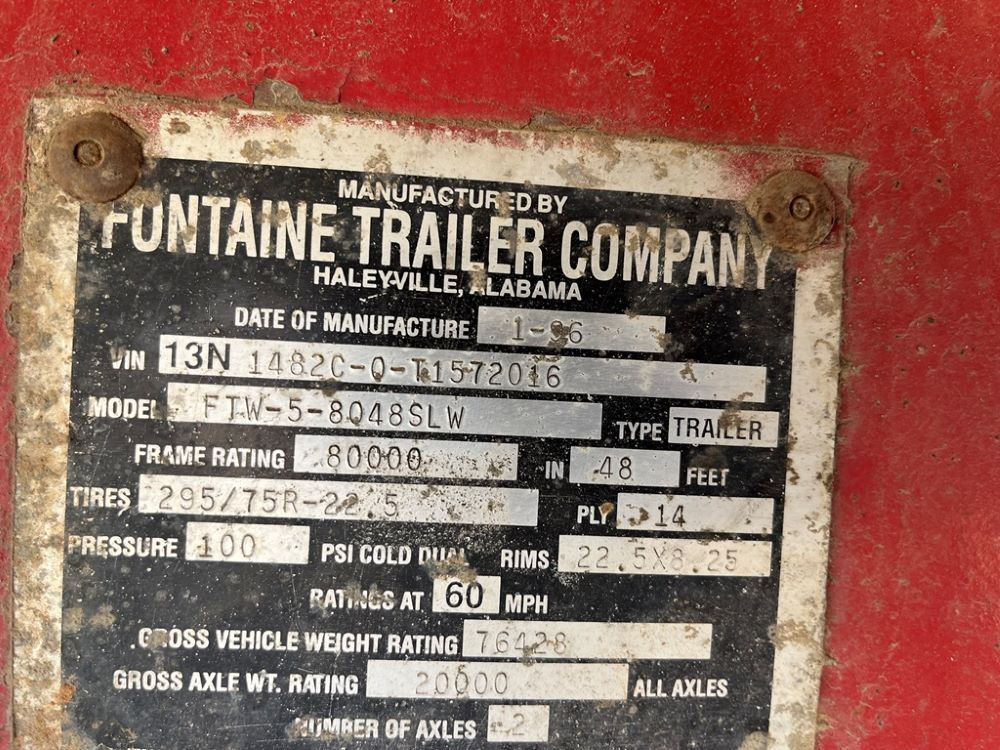 MANUFACTURED BY
FONTAINE TRAILER COMPANY
HALEYVILLE, ALABAMA
DATE OF MANUFACTURE 1-96
VIN 13N 1482C-0-T1572016
MODEL FTW-5-8048SLW TYPE TRAILER
FRAME RATING 80000 IN 48 FEET
TIRES 295/75R-22.5 PLY 14
PRESSURE 100 PSI COLD DUAL RIMS 22.5X8.25
RATINGS AT 60 MPH
GROSS VEHICLE WEIGHT RATING 76428
GROSS AXLE WT. RATING 20000 ALL AXLES
NUMBER OF AXLES 2